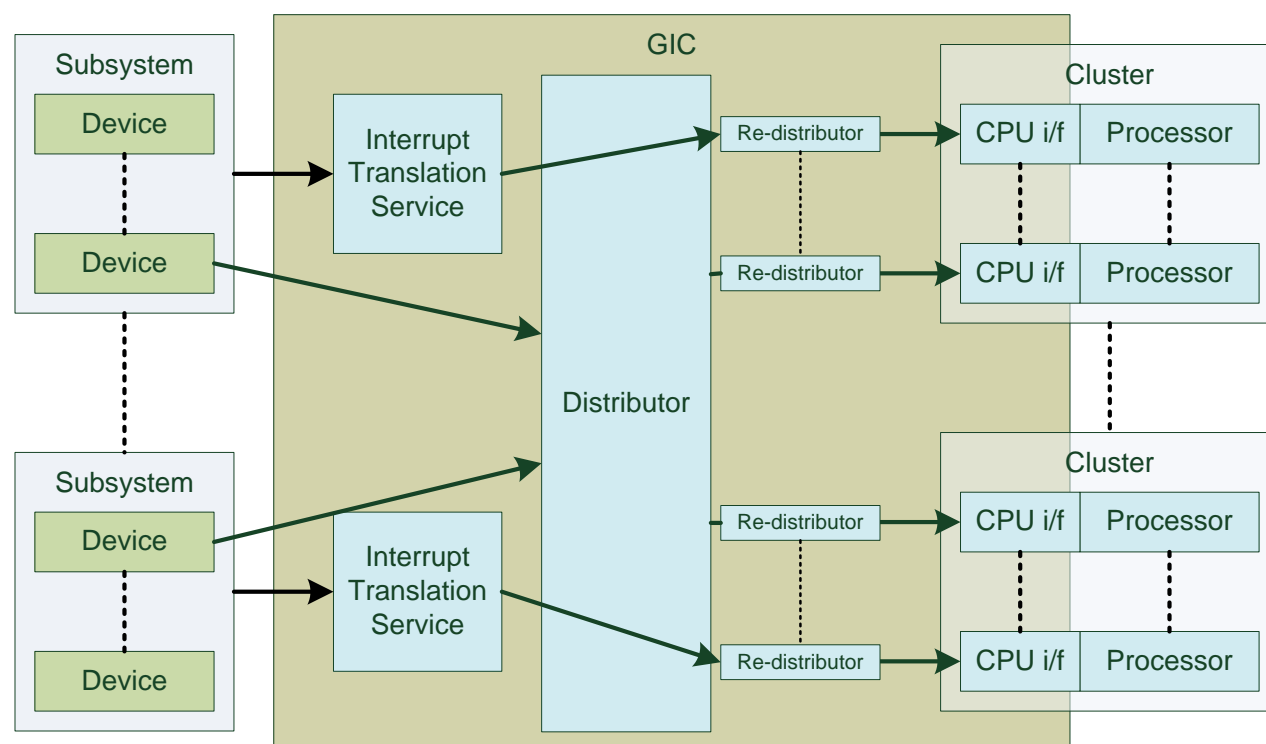 GIC
Subsystem
Device
Device
Interrupt
Translation
Service
Re-distributor
Re-distributor
Cluster
CPU i/f
Processor
CPU i/f
Processor
Distributor
Subsystem
Device
Device
Interrupt
Translation
Service
Re-distributor
Re-distributor
Cluster
CPU i/f
Processor
CPU i/f
Processor